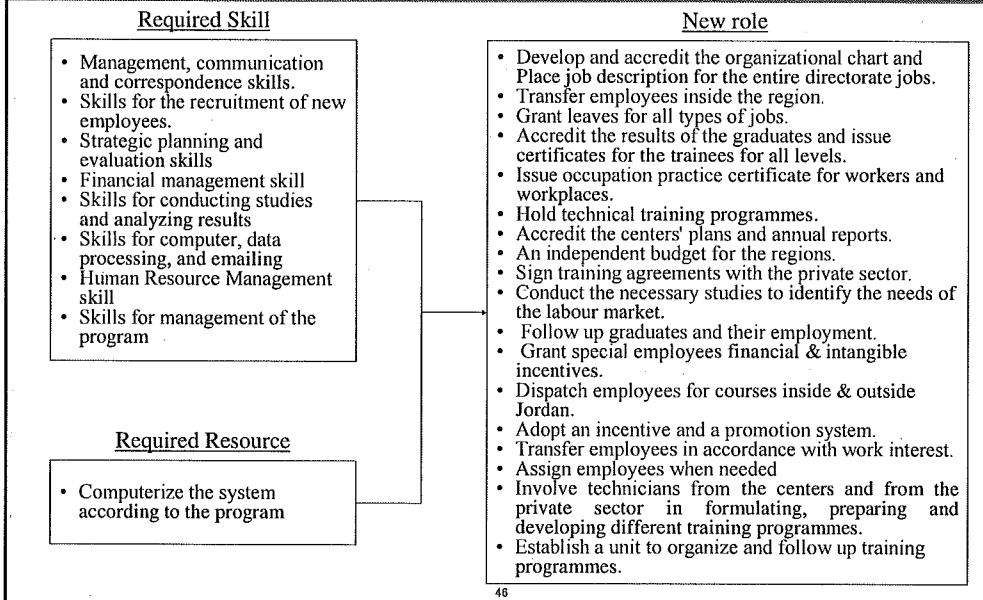 Required Skill
• Management, communication
and correspondence skills.
• Skills for the recruitment of new
employees.
• Strategic planning and
evaluation skills
• Financial management skill
• Skills for conducting studies
and analyzing results
• Skills for computer, data
processing, and emailing
• Human Resource Management
skill
• Skills for management of the
program
Required Resource
• Computerize the system
according to the program
New role
• Develop and accredit the organizational chart and
Place job description for the entire directorate jobs.
• Transfer employees inside the region.
• Grant leaves for all types of jobs.
• Accredit the results of the graduates and issue
certificates for the trainees for all levels.
• Issue occupation practice certificate for workers and
workplaces.
• Hold technical training programmes.
• Accredit the centers' plans and annual reports.
• An independent budget for the regions.
• Sign training agreements with the private sector.
• Conduct the necessary studies to identify the needs of
the labour market.
• Follow up graduates and their employment.
• Grant special employees financial & intangible
incentives.
• Dispatch employees for courses inside & outside
Jordan.
• Adopt an incentive and a promotion system.
• Transfer employees in accordance with work interest.
• Assign employees when needed
• Involve technicians from the centers and from the
private sector in formulating, preparing and
developing different training programmes.
• Establish a unit to organize and follow up training
programmes.
46